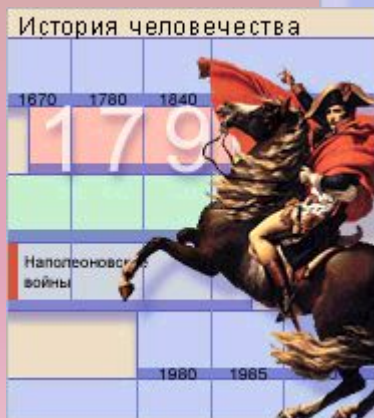 История человечества
1670 1780 1840
179
Наполеоновские
войны
1980 1985